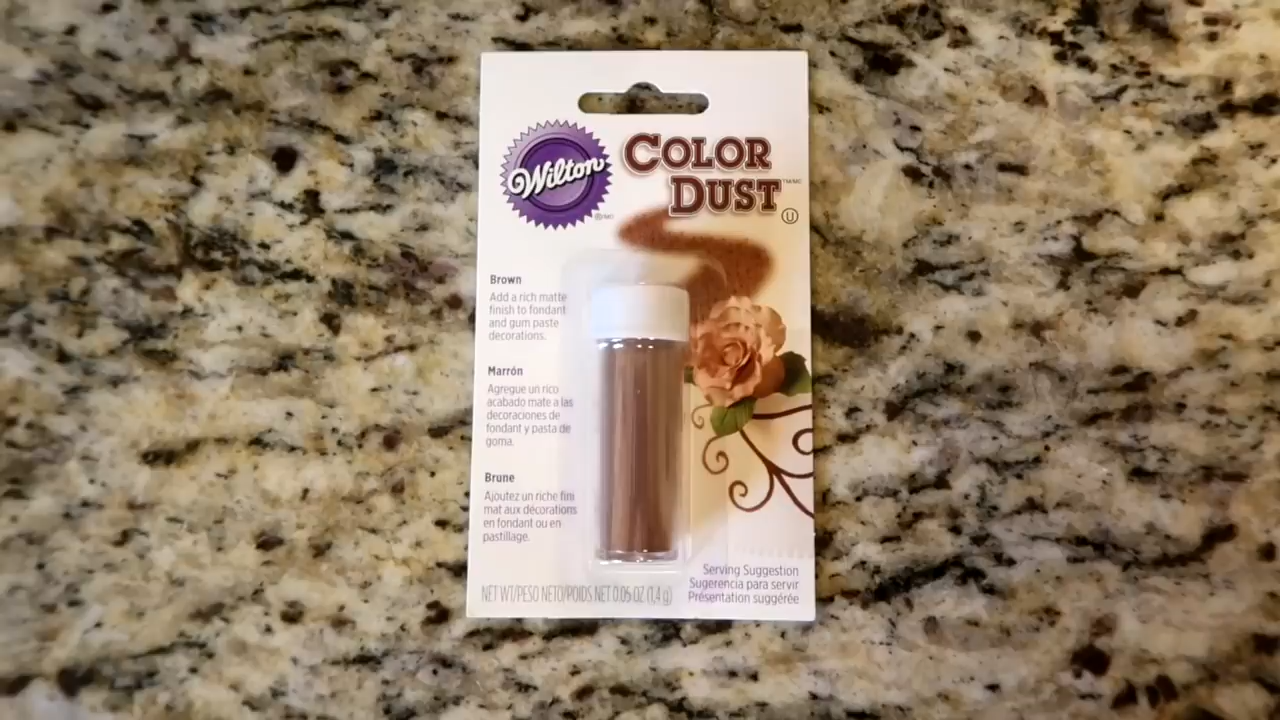 Wilton
®/MC
COLOR
DUST™/MC
U
Brown
Add a rich matte
finish to fondant
and gum paste
decorations.
Marrón
Agregue un rico
acabado mate a las
decoraciones de
fondant y pasta de
goma.
Brune
Ajoutez un riche fini
mat aux décorations
en fondant ou en
pastillage.
NET WT/PESO NETO/POIDS NET 0.05 OZ (1,4 g)
Serving Suggestion
Sugerencia para servir
Présentation suggérée